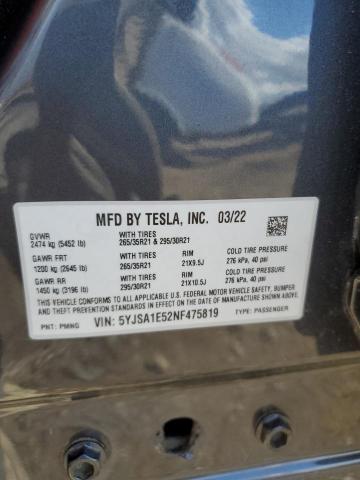 MFD BY TESLA, INC. 03/22
GVWR WITH TIRES
2474 kg (5452 lb) 265/35R21 & 295/30R21
GAWR FRT WITH TIRES RIM COLD TIRE PRESSURE
1200 kg (2645 lb) 265/35R21 21X9.5J 276 kPa, 40 psi
GAWR RR WITH TIRES RIM COLD TIRE PRESSURE
1450 kg (3196 lb) 295/30R21 21X10.5J 276 kPa, 40 psi
THIS VEHICLE CONFORMS TO ALL APPLICABLE U.S. FEDERAL MOTOR VEHICLE SAFETY, BUMPER
AND THEFT PREVENTION STANDARDS IN EFFECT ON THE DATE OF MANUFACTURE SHOWN ABOVE.
PNT: PMNG VIN: 5YJSA1E52NF475819 TYPE: PASSENGER